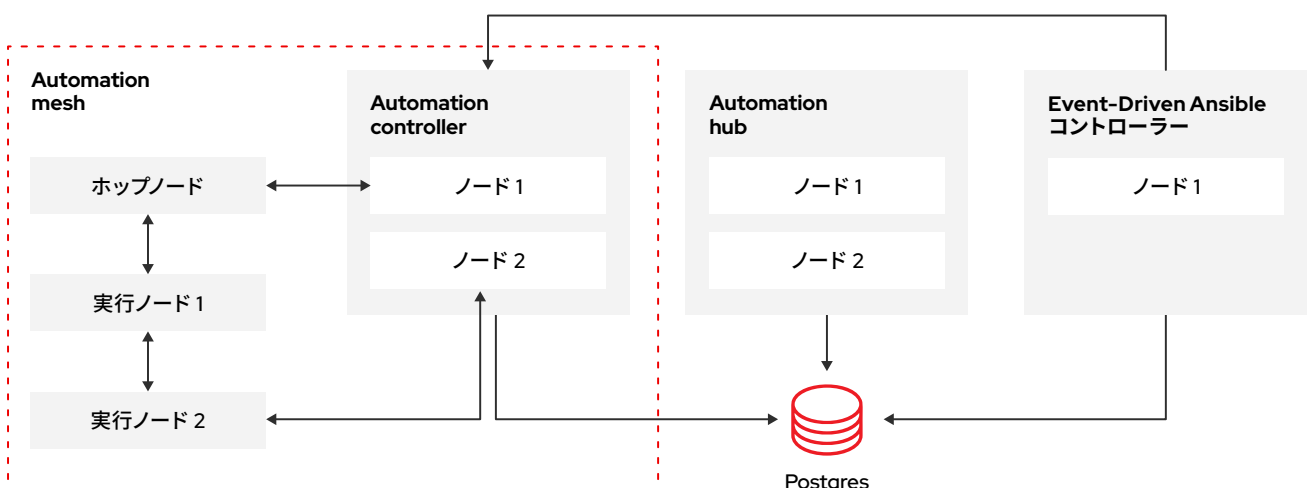 Automation
mesh
ホップノード
実行ノード 1
実行ノード 2
Automation
controller
ノード 1
ノード 2
Automation
hub
ノード 1
ノード 2
Event-Driven Ansible
コントローラー
ノード 1
Postgres